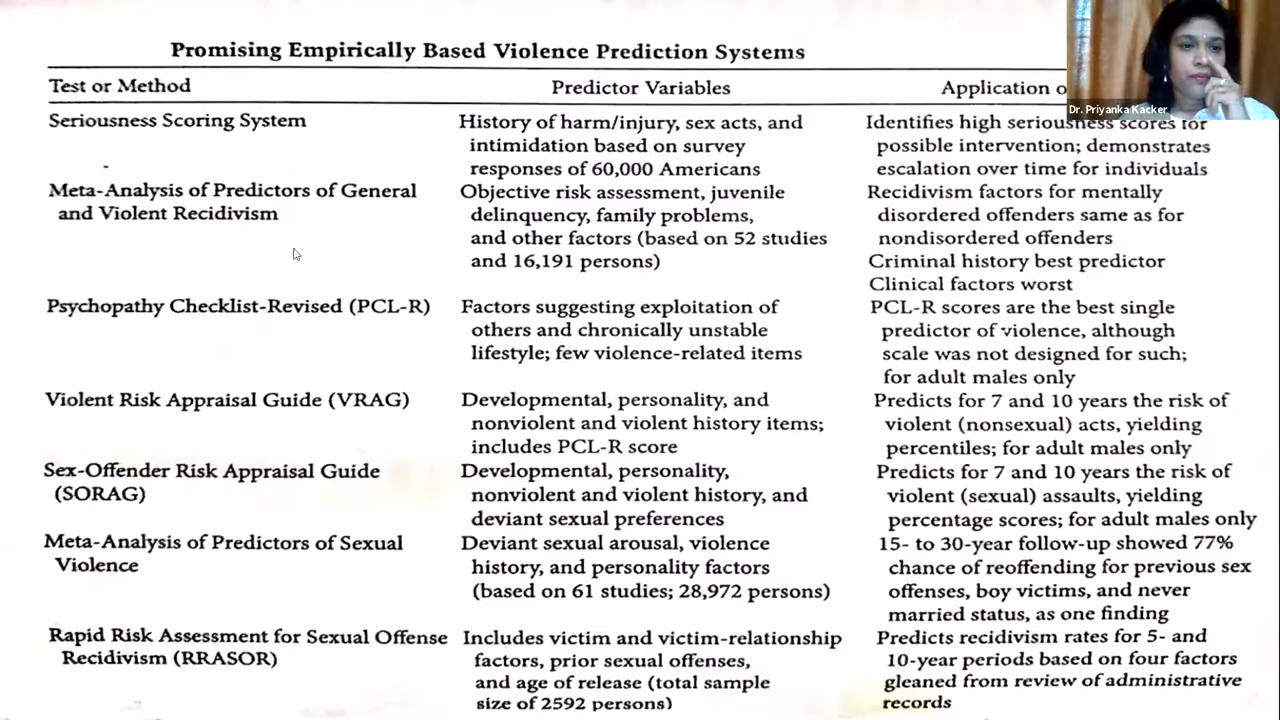 Promising Empirically Based Violence Prediction Systems
Test or Method
Predictor Variables
Application o
Dr. Priyanka Kacker
Seriousness Scoring System
History of harm/injury, sex acts, and
intimidation based on survey
responses of 60,000 Americans
Identifies high seriousness scores for
possible intervention; demonstrates
escalation over time for individuals
Meta-Analysis of Predictors of General
and Violent Recidivism
Objective risk assessment, juvenile
delinquency, family problems,
and other factors (based on 52 studies
and 16,191 persons)
Recidivism factors for mentally
disordered offenders same as for
nondisordered offenders
Criminal history best predictor
Clinical factors worst
Psychopathy Checklist-Revised (PCL-R)
Factors suggesting exploitation of
others and chronically unstable
lifestyle; few violence-related items
PCL-R scores are the best single
predictor of violence, although
scale was not designed for such;
for adult males only
Violent Risk Appraisal Guide (VRAG)
Developmental, personality, and
nonviolent and violent history items;
includes PCL-R score
Predicts for 7 and 10 years the risk of
violent (nonsexual) acts, yielding
percentiles; for adult males only
Sex-Offender Risk Appraisal Guide
(SORAG)
Developmental, personality,
nonviolent and violent history, and
deviant sexual preferences
Predicts for 7 and 10 years the risk of
violent (sexual) assaults, yielding
percentage scores; for adult males only
Meta-Analysis of Predictors of Sexual
Violence
Deviant sexual arousal, violence
history, and personality factors
(based on 61 studies; 28,972 persons)
15- to 30-year follow-up showed 77%
chance of reoffending for previous sex
offenses, boy victims, and never
married status, as one finding
Rapid Risk Assessment for Sexual Offense
Recidivism (RRASOR)
Includes victim and victim-relationship
factors, prior sexual offenses,
and age of release (total sample
size of 2592 persons)
Predicts recidivism rates for 5- and
10-year periods based on four factors
gleaned from review of administrative
records